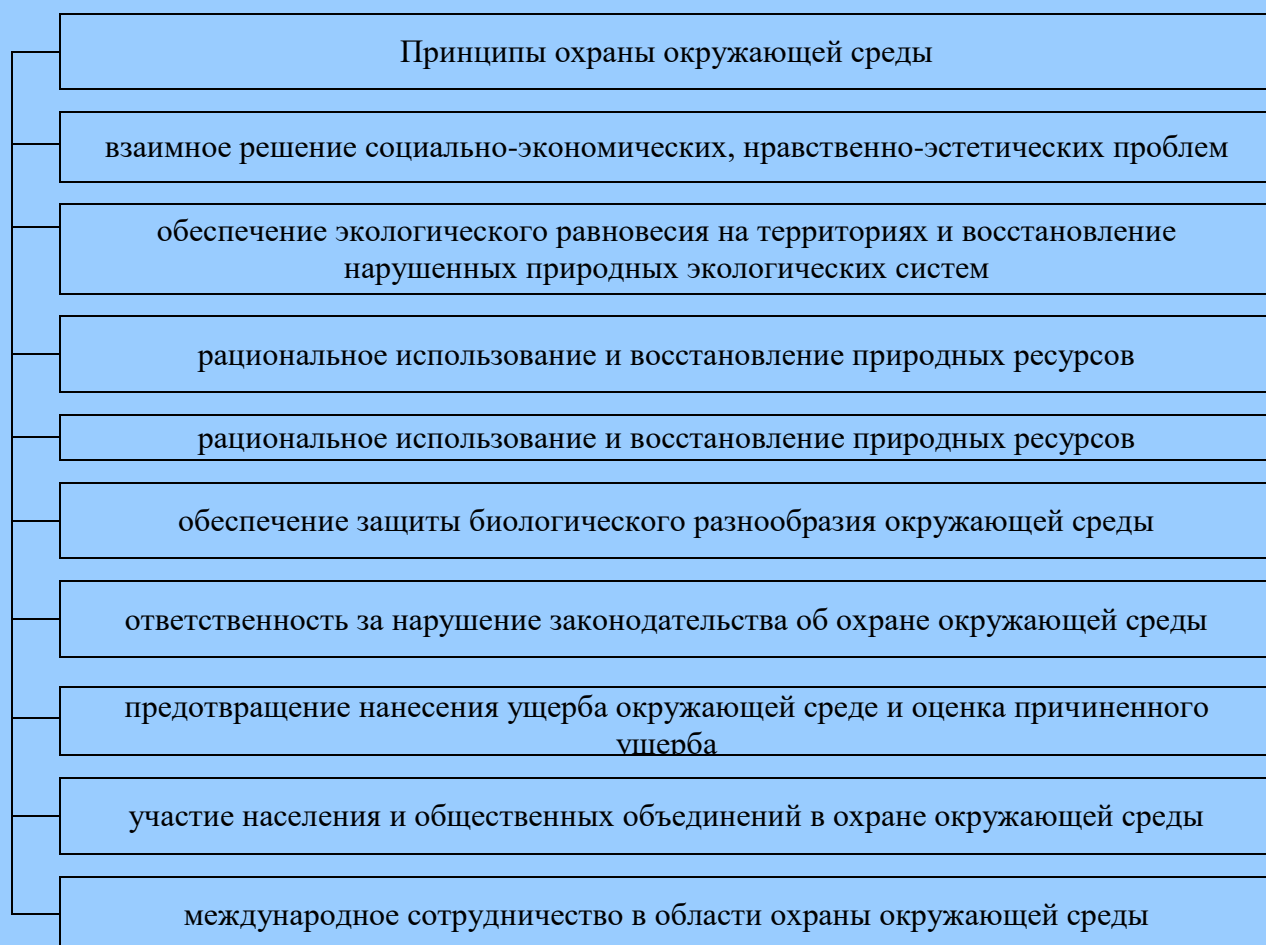 Принципы охраны окружающей среды
взаимное решение социально-экономических, нравственно-эстетических проблем
обеспечение экологического равновесия на территориях и восстановление
нарушенных природных экологических систем
рациональное использование и восстановление природных ресурсов
рациональное использование и восстановление природных ресурсов
обеспечение защиты биологического разнообразия окружающей среды
ответственность за нарушение законодательства об охране окружающей среды
предотвращение нанесения ущерба окружающей среде и оценка причиненного
ущерба
участие населения и общественных объединений в охране окружающей среды
международное сотрудничество в области охраны окружающей среды